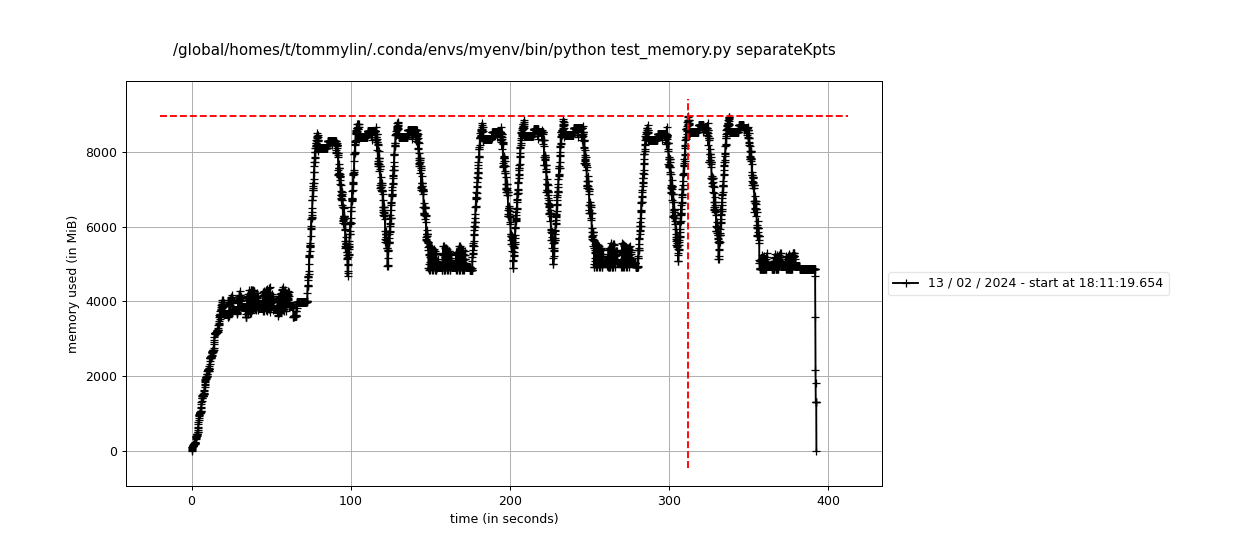 /global/homes/t/tommylin/.conda/envs/myenv/bin/python test_memory.py separateKpts
memory used (in MiB)
8000
6000
4000
2000
0
0 100 200 300 400
time (in seconds)
13 / 02 / 2024 - start at 18:11:19.654